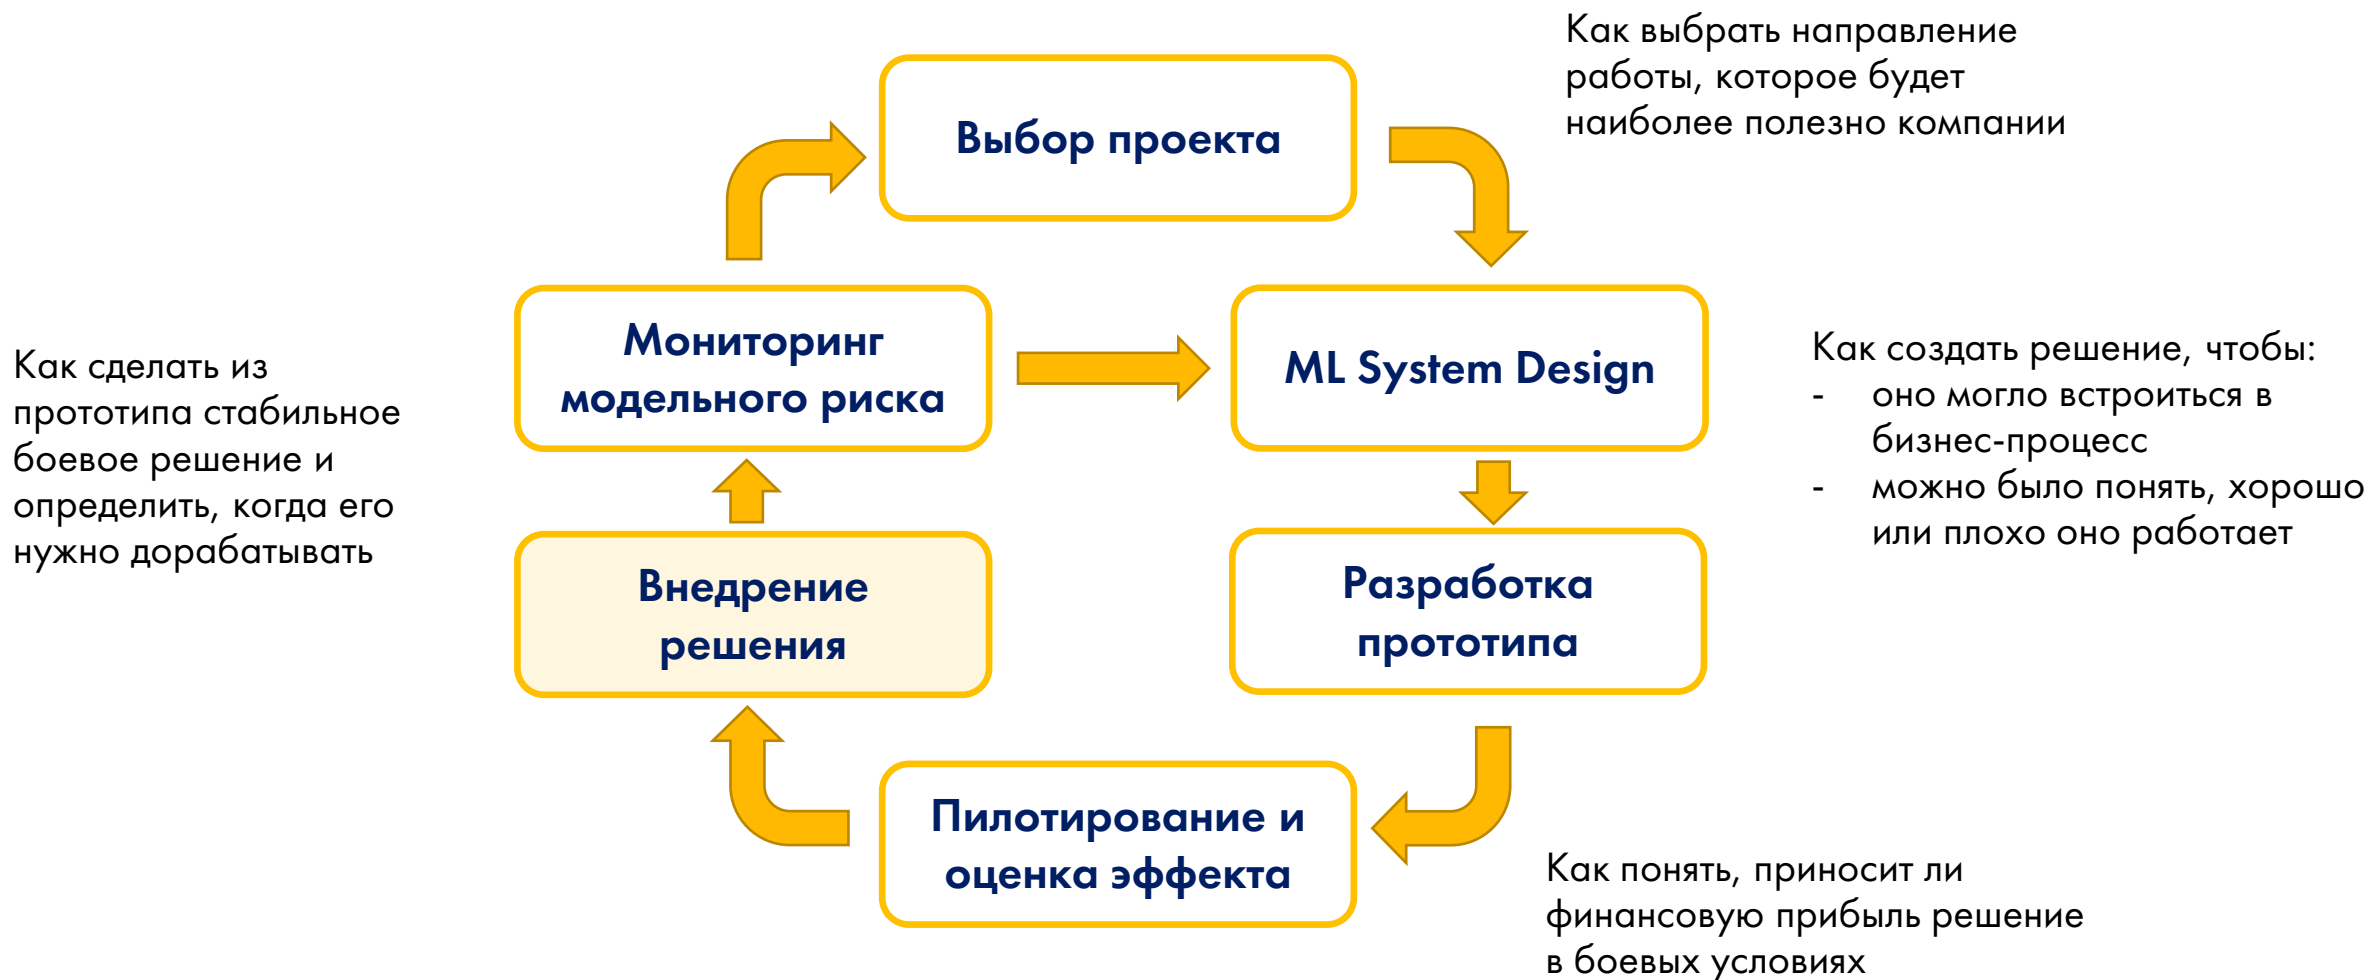 Как выбрать направление
работы, которое будет
наиболее полезно компании
Выбор проекта
Мониторинг
модельного риска
ML System Design
Как создать решение, чтобы:
- оно могло встроиться в
бизнес-процесс
- можно было понять, хорошо
или плохо оно работает
Как сделать из
прототипа стабильное
боевое решение и
определить, когда его
нужно дорабатывать
Внедрение
решения
Разработка
прототипа
Пилотирование и
оценка эффекта
Как понять, приносит ли
финансовую прибыль решение
в боевых условиях